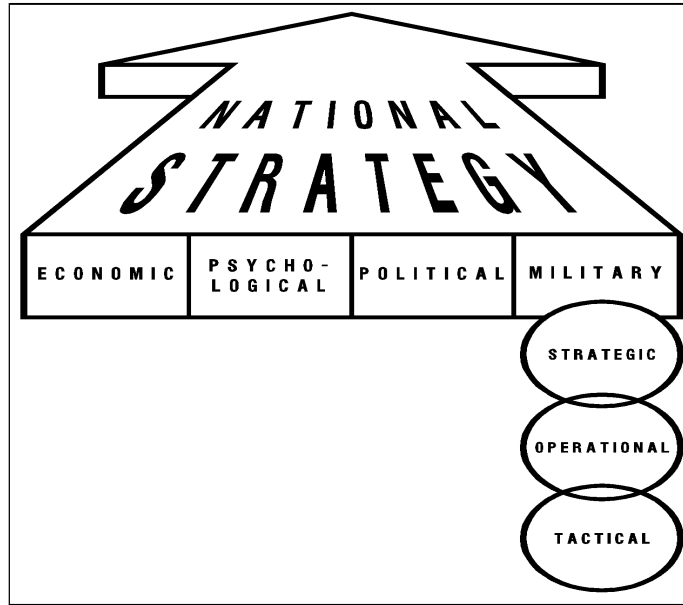 NATIONAL
STRATEGY
ECONOMIC
PSYCHO-
LOGICAL
POLITICAL
MILITARY
STRATEGIC
OPERATIONAL
TACTICAL